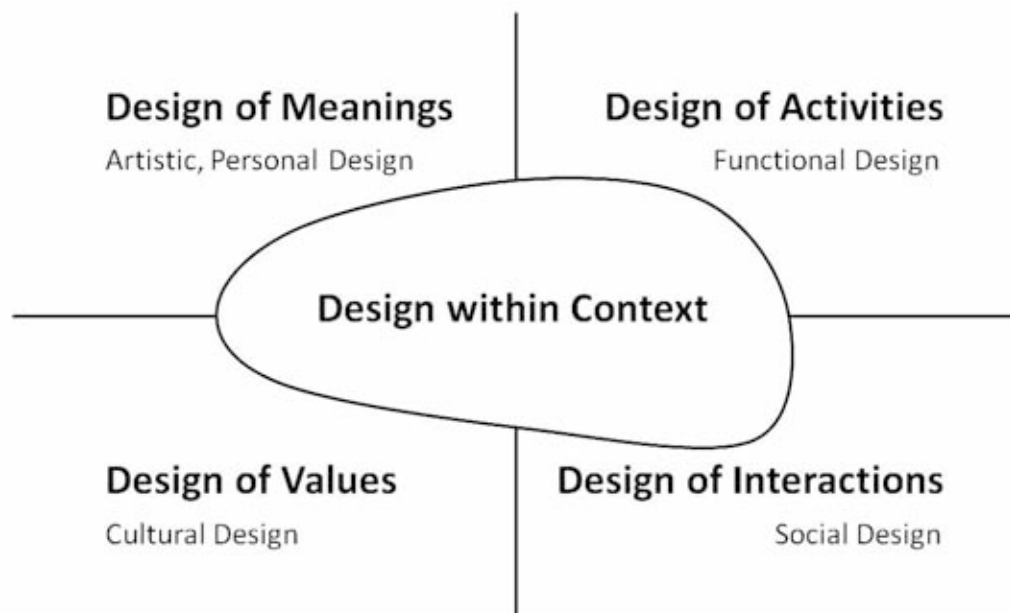 Design of Meanings
Artistic, Personal Design
Design of Activities
Functional Design
Design within Context
Design of Values
Cultural Design
Design of Interactions
Social Design